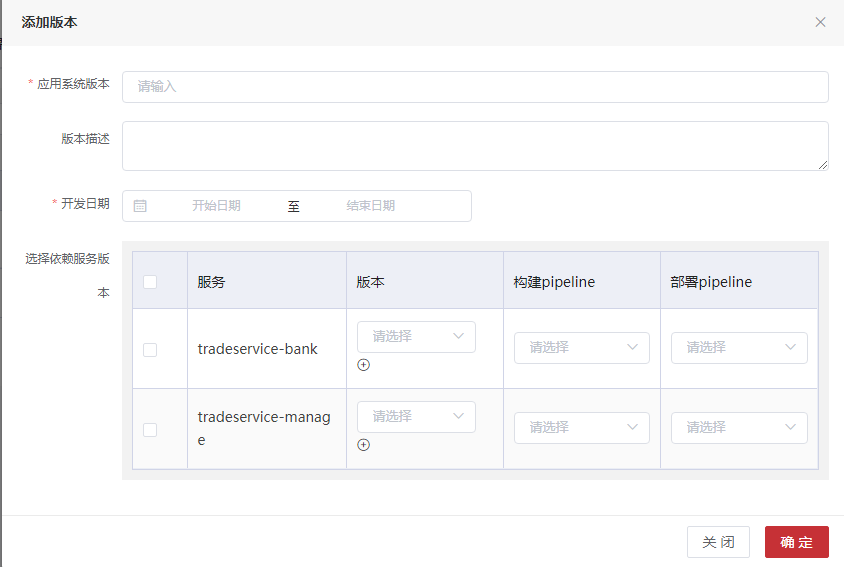 添加版本
* 应用系统版本
请输入
版本描述
* 开发日期
开始日期 至 结束日期
选择依赖服务版
本
服务 版本 构建pipeline 部署pipeline
tradeservice-bank 请选择 请选择 请选择
tradeservice-manag
e
请选择 请选择 请选择
关 闭 确 定